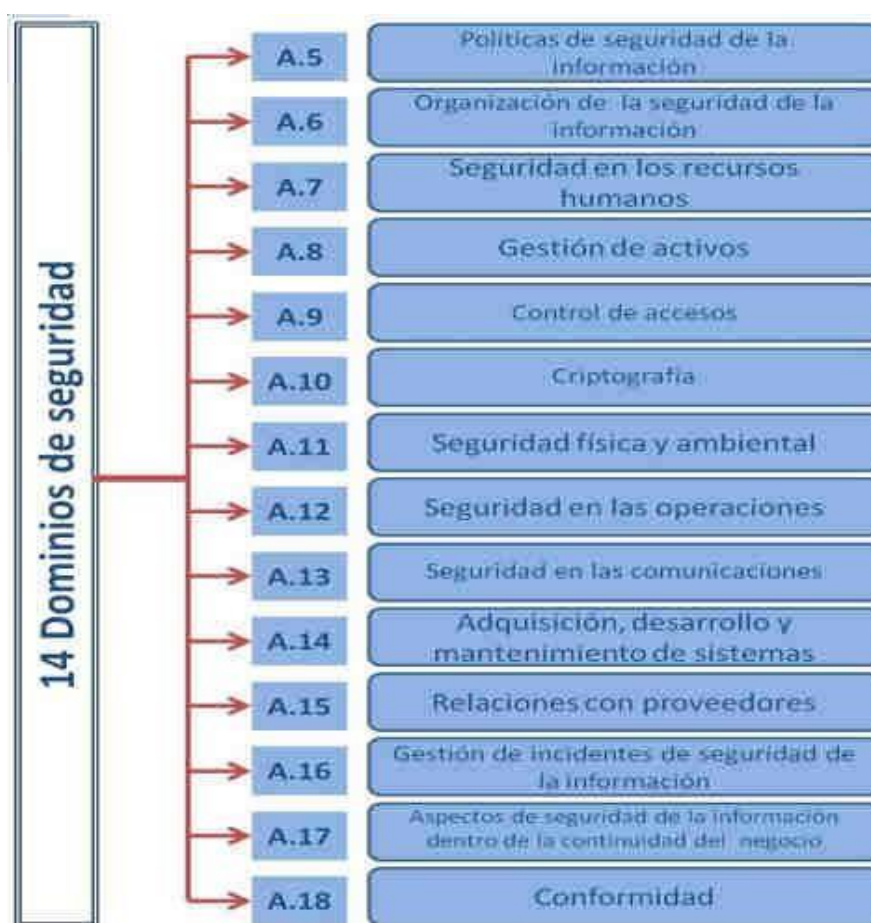 14 Dominios de seguridad
A.5
Políticas de seguridad de la
información
A.6
Organización de la seguridad de la
información
A.7
Seguridad en los recursos
humanos
A.8
Gestión de activos
A.9
Control de accesos
A.10
Criptografía
A.11
Seguridad física y ambiental
A.12
Seguridad en las operaciones
A.13
Seguridad en las comunicaciones
A.14
Adquisición, desarrollo y
mantenimiento de sistemas
A.15
Relaciones con proveedores
A.16
Gestión de incidentes de seguridad de
la información
A.17
Aspectos de seguridad de la información
dentro de la continuidad del negocio
A.18
Conformidad